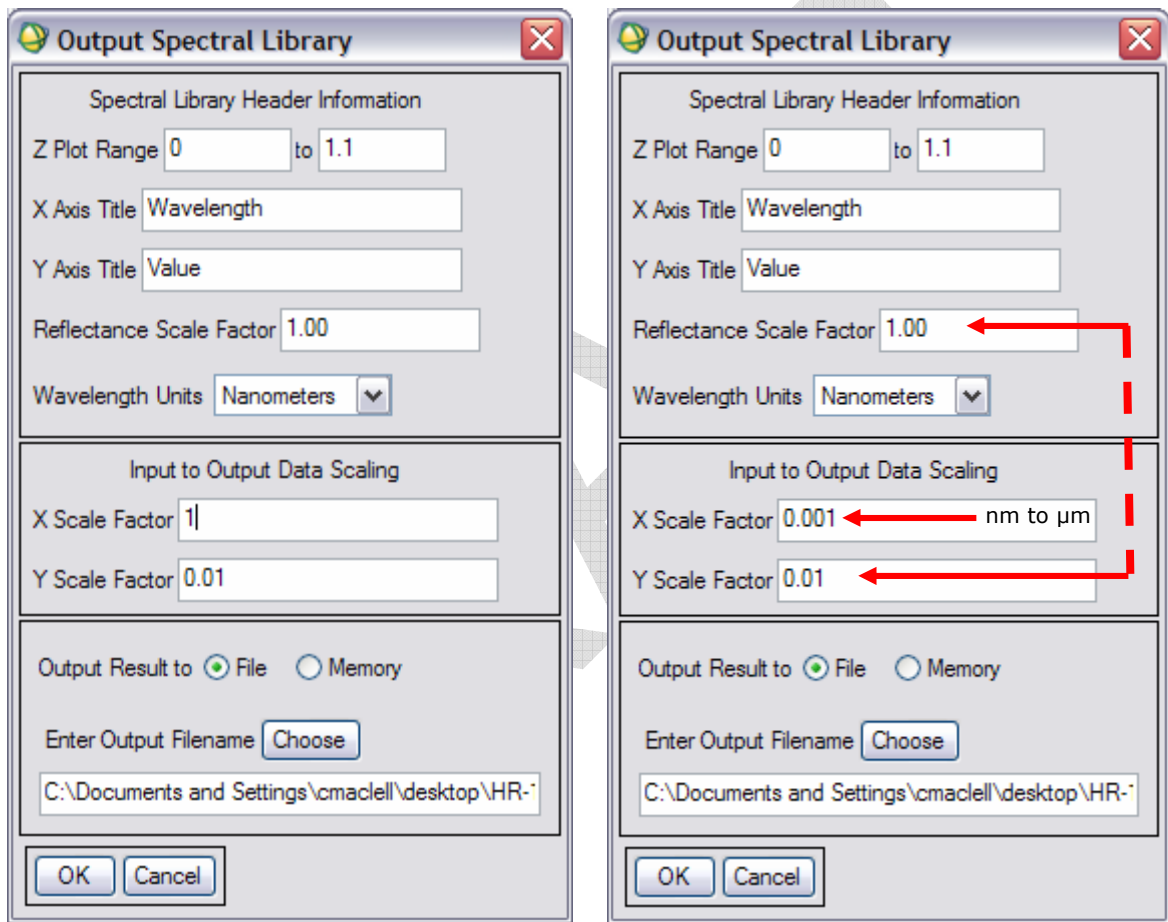 Output Spectral Library
Spectral Library Header Information
Z Plot Range 0 to 1.1
X Axis Title Wavelength
Y Axis Title Value
Reflectance Scale Factor 1.00
Wavelength Units Nanometers
Input to Output Data Scaling
X Scale Factor 1
Y Scale Factor 0.01
Output Result to File Memory
Enter Output Filename Choose
C:\Documents and Settings\cmaclell\desktop\HR-
OK Cancel
Output Spectral Library
Spectral Library Header Information
Z Plot Range 0 to 1.1
X Axis Title Wavelength
Y Axis Title Value
Reflectance Scale Factor 1.00
Wavelength Units Nanometers
Input to Output Data Scaling
X Scale Factor 0.001 nm to µm
Y Scale Factor 0.01
Output Result to File Memory
Enter Output Filename Choose
C:\Documents and Settings\cmaclell\desktop\HR-
OK Cancel